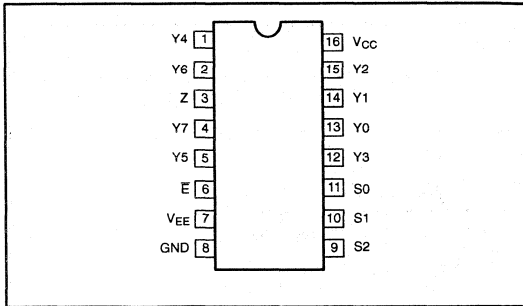 Y4 1 16 VCC
Y6 2 15 Y2
Z 3 14 Y1
Y7 4 13 Y0
Y5 5 12 Y3
E̅ 6 11 S0
VEE 7 10 S1
GND 8 9 S2